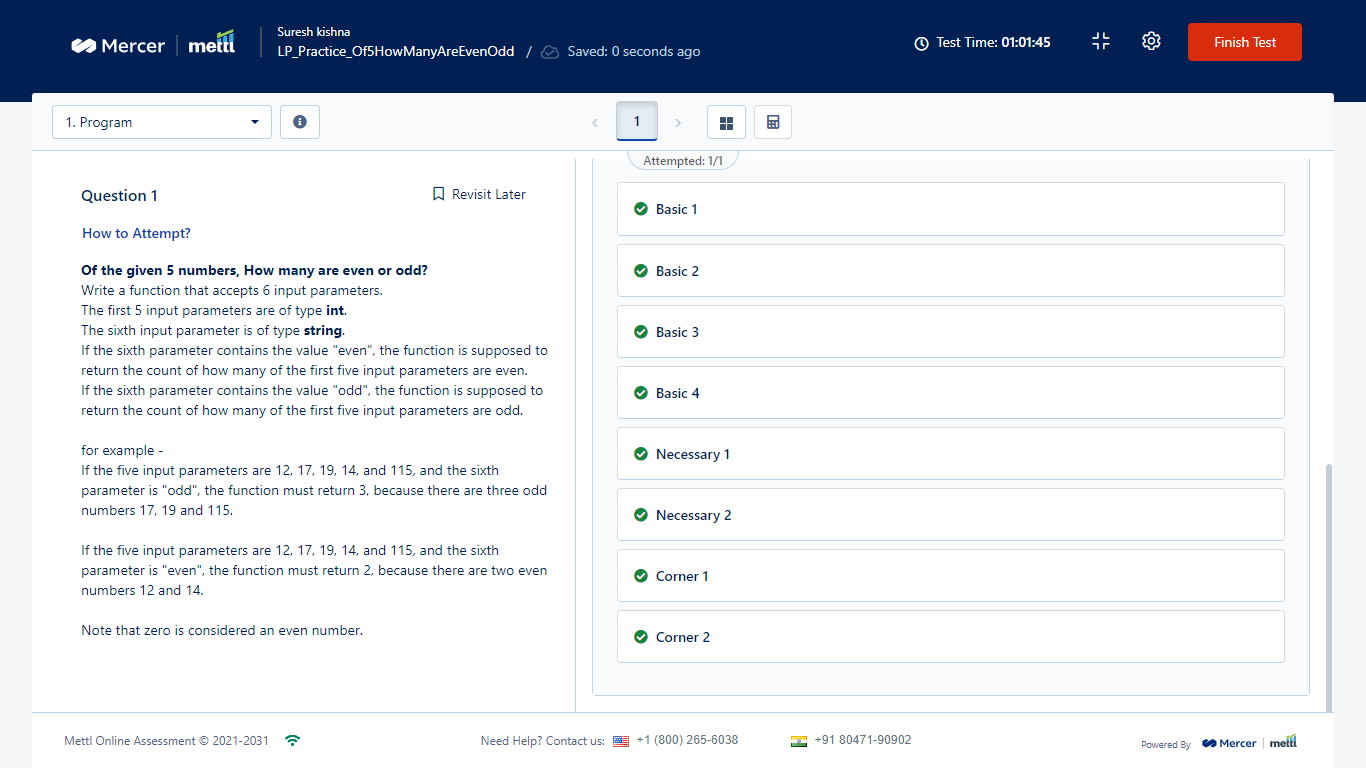 Mercer mettl
Suresh kishna
LP_Practice_Of5HowManyAreEvenOdd / Saved: 0 seconds ago
Test Time: 01:01:45
Finish Test
1. Program
1
Attempted: 1/1
Question 1
Revisit Later
How to Attempt?
Of the given 5 numbers, How many are even or odd?
Write a function that accepts 6 input parameters.
The first 5 input parameters are of type int.
The sixth input parameter is of type string.
If the sixth parameter contains the value "even", the function is supposed to
return the count of how many of the first five input parameters are even.
If the sixth parameter contains the value "odd", the function is supposed to
return the count of how many of the first five input parameters are odd.
for example -
If the five input parameters are 12, 17, 19, 14, and 115, and the sixth
parameter is "odd", the function must return 3, because there are three odd
numbers 17, 19 and 115.
If the five input parameters are 12, 17, 19, 14, and 115, and the sixth
parameter is "even", the function must return 2, because there are two even
numbers 12 and 14.
Note that zero is considered an even number.
Basic 1
Basic 2
Basic 3
Basic 4
Necessary 1
Necessary 2
Corner 1
Corner 2
Mettl Online Assessment © 2021-2031
Need Help? Contact us: +1 (800) 265-6038
+91 80471-90902
Powered By Mercer mettl